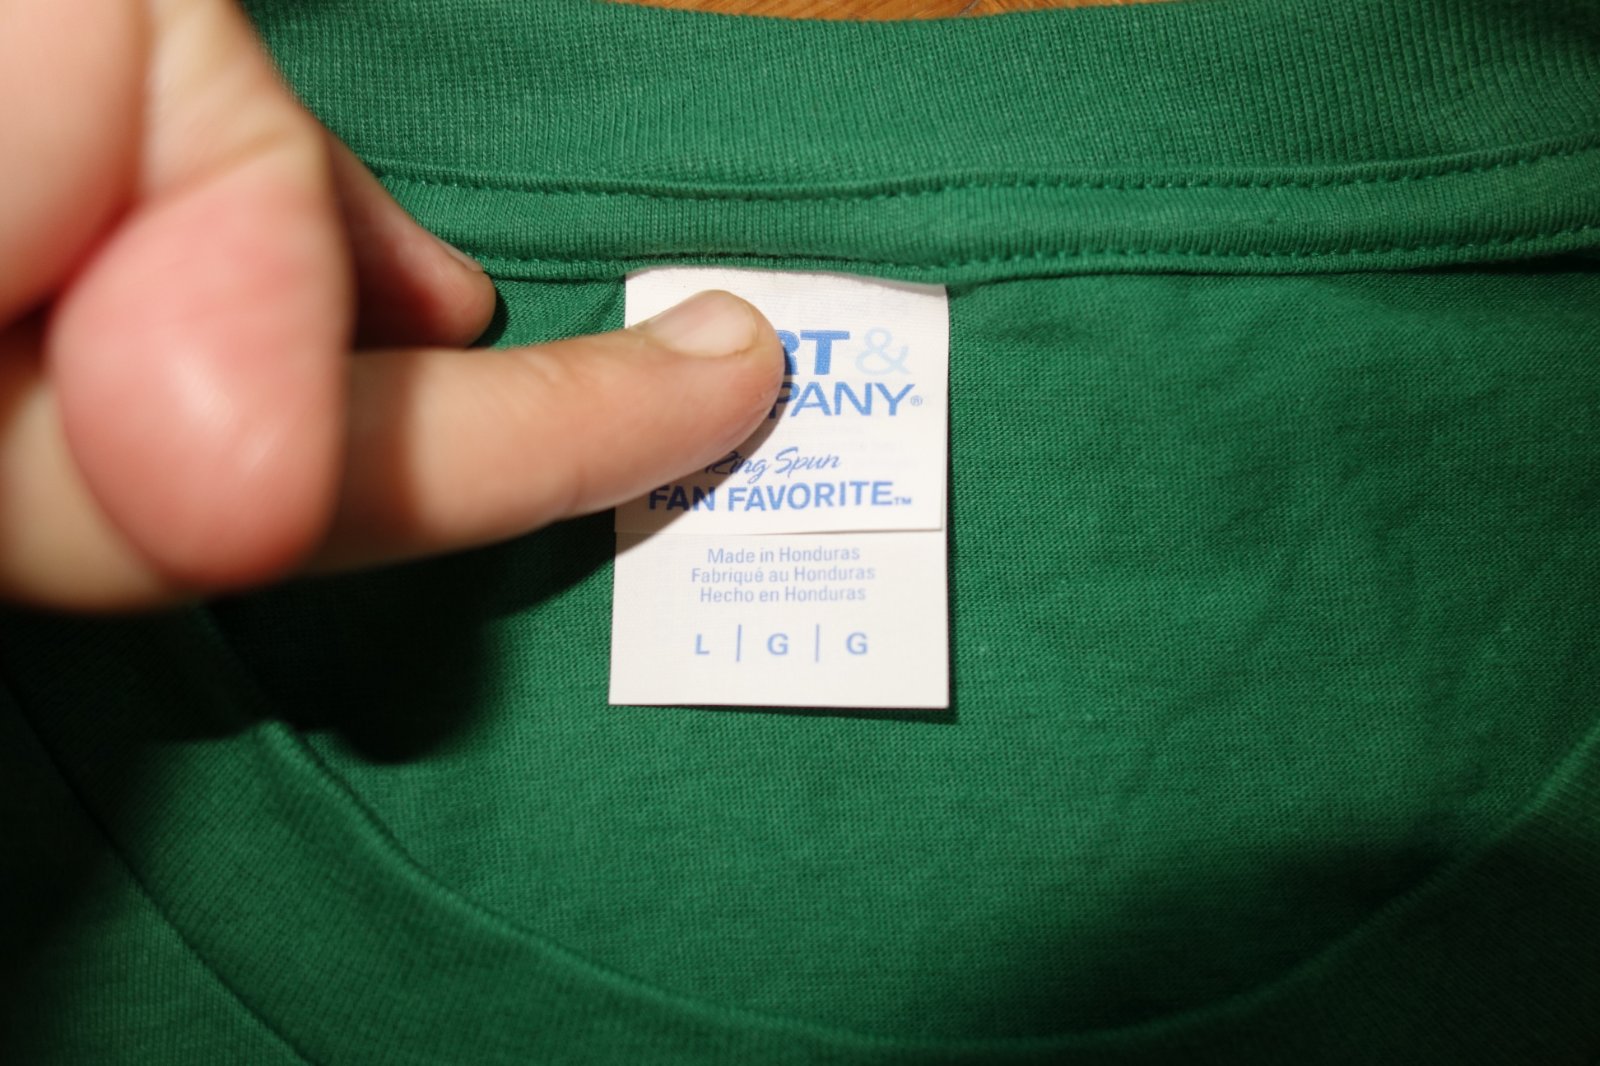 RT &
PANY®
Ring Spun
FAN FAVORITE™
Made in Honduras
Fabriqué au Honduras
Hecho en Honduras
L | G | G